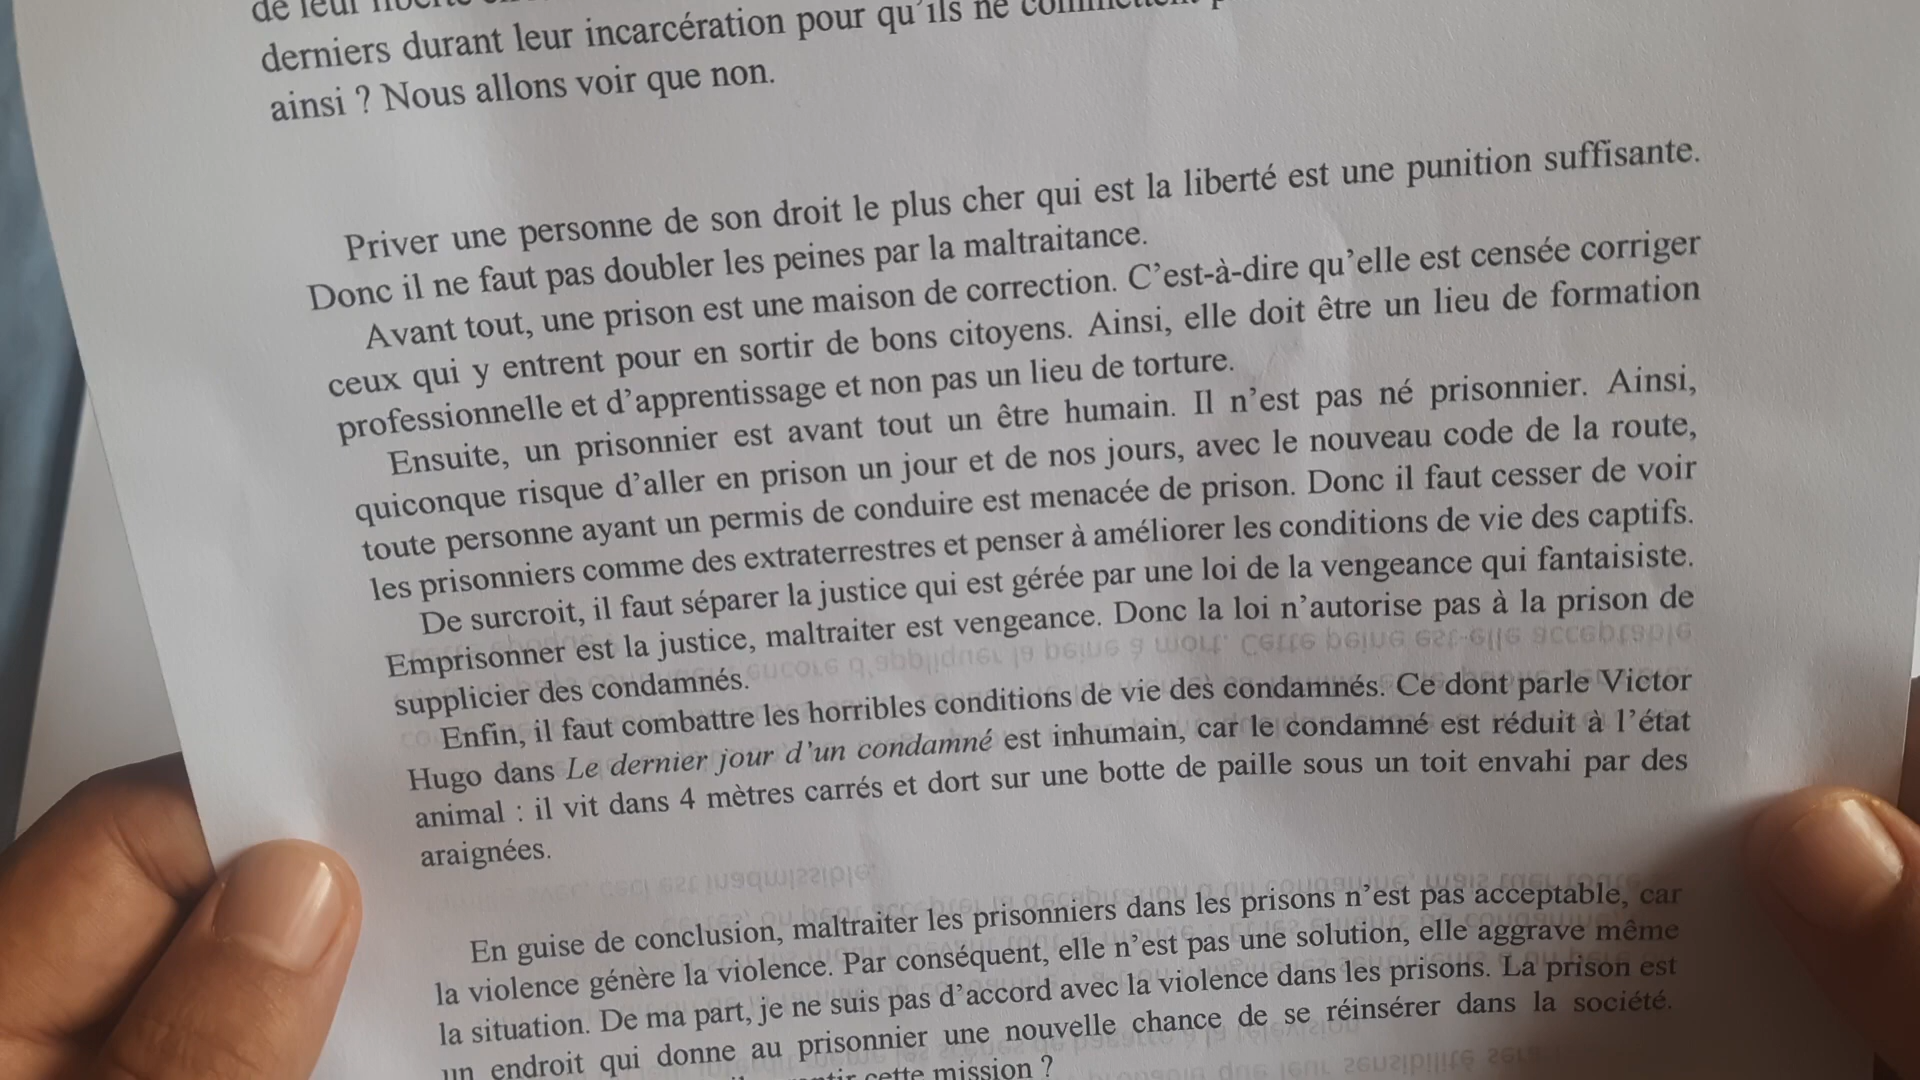 de leur
derniers durant leur incarcération pour qu'ils ne commettent
ainsi ? Nous allons voir que non.
Priver une personne de son droit le plus cher qui est la liberté est une punition suffisante.
Donc il ne faut pas doubler les peines par la maltraitance.
Avant tout, une prison est une maison de correction. C'est-à-dire qu'elle est censée corriger
ceux qui y entrent pour en sortir de bons citoyens. Ainsi, elle doit être un lieu de formation
professionnelle et d'apprentissage et non pas un lieu de torture.
Ensuite, un prisonnier est avant tout un être humain. Il n'est pas né prisonnier. Ainsi,
quiconque risque d'aller en prison un jour et de nos jours, avec le nouveau code de la route,
toute personne ayant un permis de conduire est menacée de prison. Donc il faut cesser de voir
les prisonniers comme des extraterrestres et penser à améliorer les conditions de vie des captifs.
De surcroit, il faut séparer la justice qui est gérée par une loi de la vengeance qui fantaisiste.
Emprisonner est la justice, maltraiter est vengeance. Donc la loi n'autorise pas à la prison de
supplicier des condamnés.
Enfin, il faut combattre les horribles conditions de vie des condamnés. Ce dont parle Victor
Hugo dans Le dernier jour d'un condamné est inhumain, car le condamné est réduit à l'état
animal : il vit dans 4 mètres carrés et dort sur une botte de paille sous un toit envahi par des
araignées.
En guise de conclusion, maltraiter les prisonniers dans les prisons n'est pas acceptable, car
la violence génère la violence. Par conséquent, elle n'est pas une solution, elle aggrave même
la situation. De ma part, je ne suis pas d'accord avec la violence dans les prisons. La prison est
un endroit qui donne au prisonnier une nouvelle chance de se réinsérer dans la société.
cette mission ?